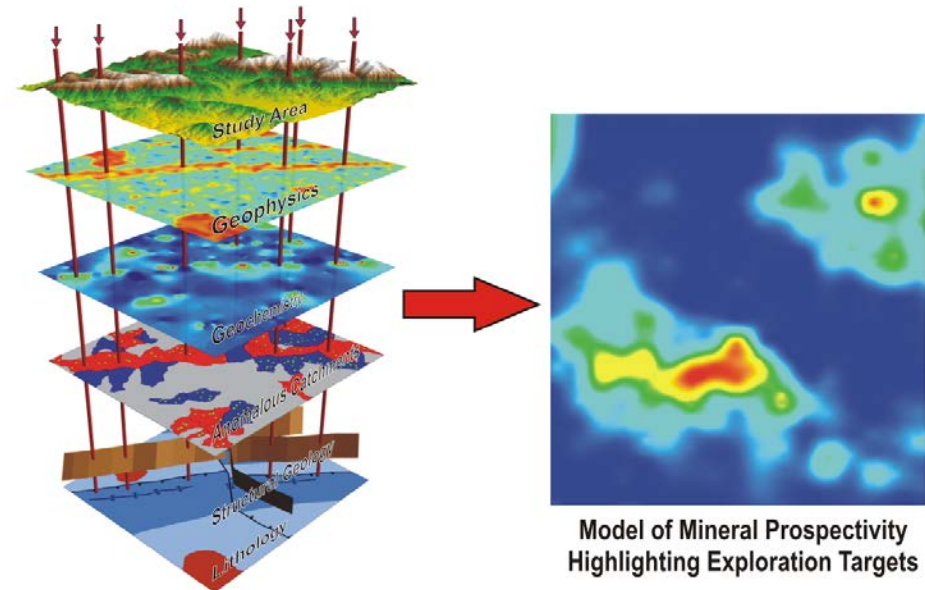 Study Area
Geophysics
Geochemistry
Anomalous Catchments
Structural Geology
Lithology
Model of Mineral Prospectivity
Highlighting Exploration Targets